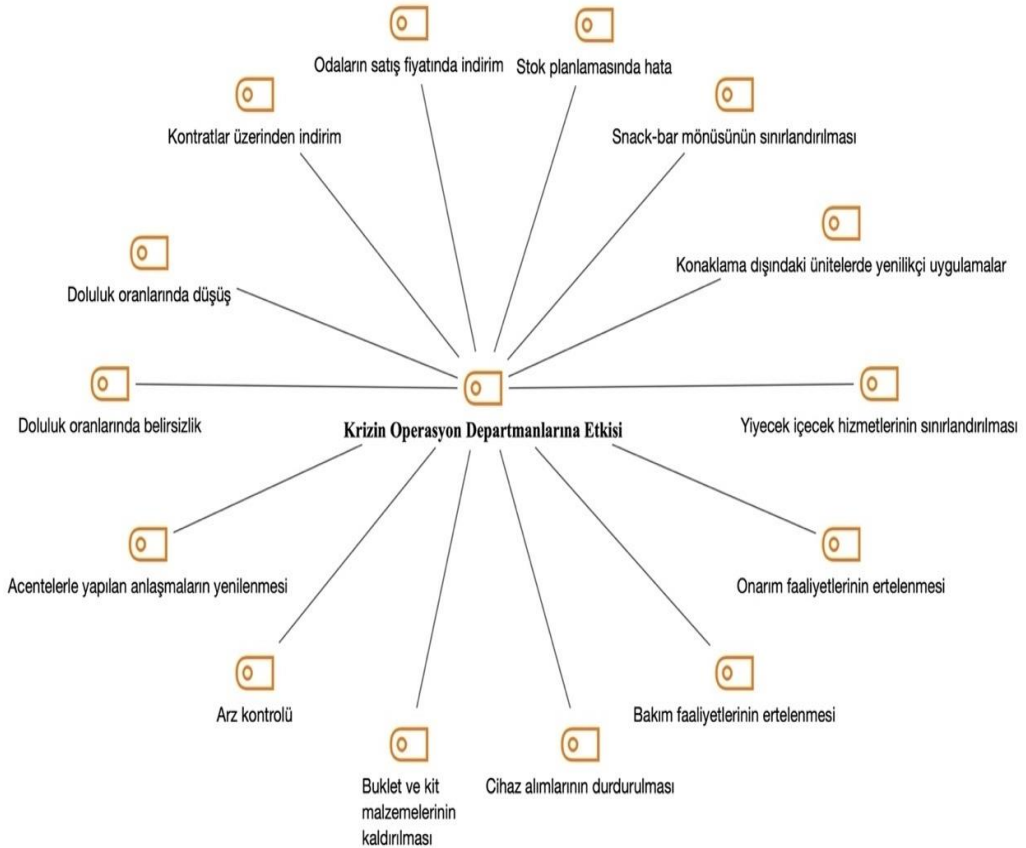 Odaların satış fiyatında indirim
Stok planlamasında hata
Kontratlar üzerinden indirim
Snack-bar mönüsünün sınırlandırılması
Konaklama dışındaki ünitelerde yenilikçi uygulamalar
Doluluk oranlarında düşüş
Doluluk oranlarında belirsizlik
Krizin Operasyon Departmanlarına Etkisi
Yiyecek içecek hizmetlerinin sınırlandırılması
Acentelerle yapılan anlaşmaların yenilenmesi
Onarım faaliyetlerinin ertelenmesi
Arz kontrolü
Bakım faaliyetlerinin ertelenmesi
Buklet ve kit
malzemelerinin
kaldırılması
Cihaz alımlarının durdurulması